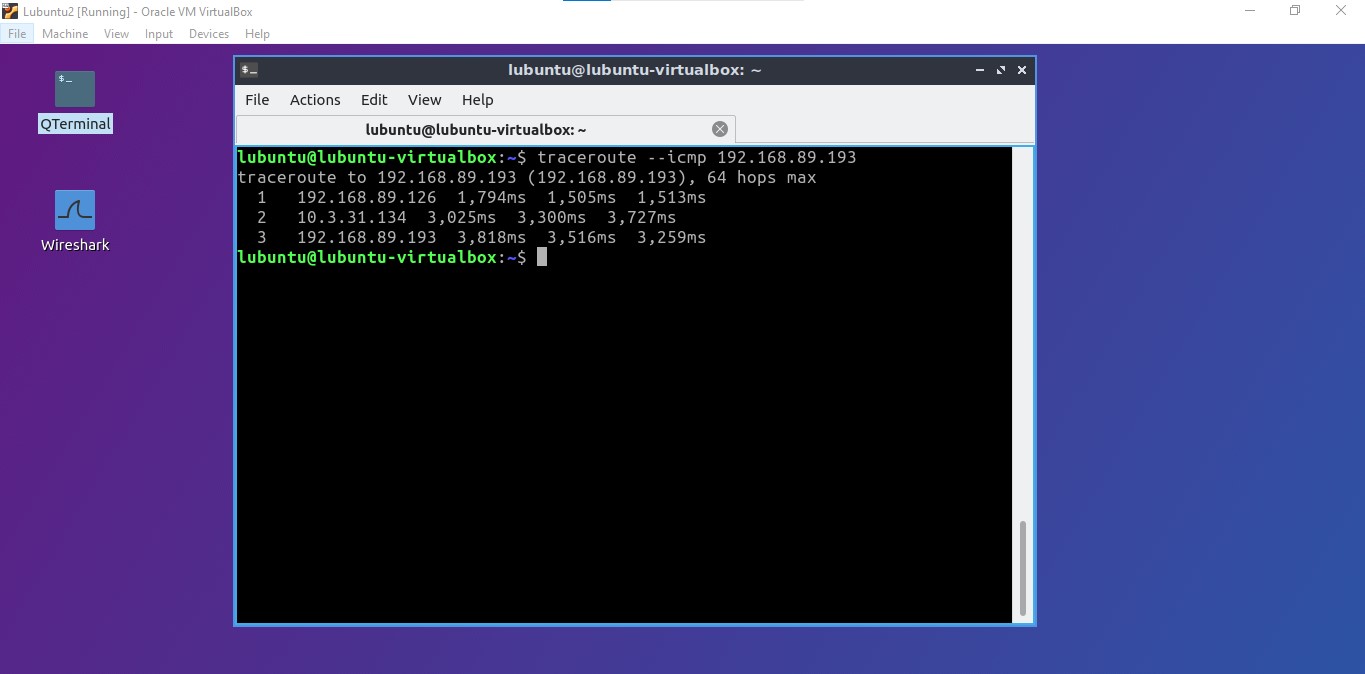 Lubuntu2 [Running] - Oracle VM VirtualBox
File Machine View Input Devices Help
$_
QTerminal
Wireshark
$_ lubuntu@lubuntu-virtualbox: ~
File Actions Edit View Help
lubuntu@lubuntu-virtualbox: ~
lubuntu@lubuntu-virtualbox:~$ traceroute --icmp 192.168.89.193
traceroute to 192.168.89.193 (192.168.89.193), 64 hops max
1 192.168.89.126 1,794ms 1,505ms 1,513ms
2 10.3.31.134 3,025ms 3,300ms 3,727ms
3 192.168.89.193 3,818ms 3,516ms 3,259ms
lubuntu@lubuntu-virtualbox:~$